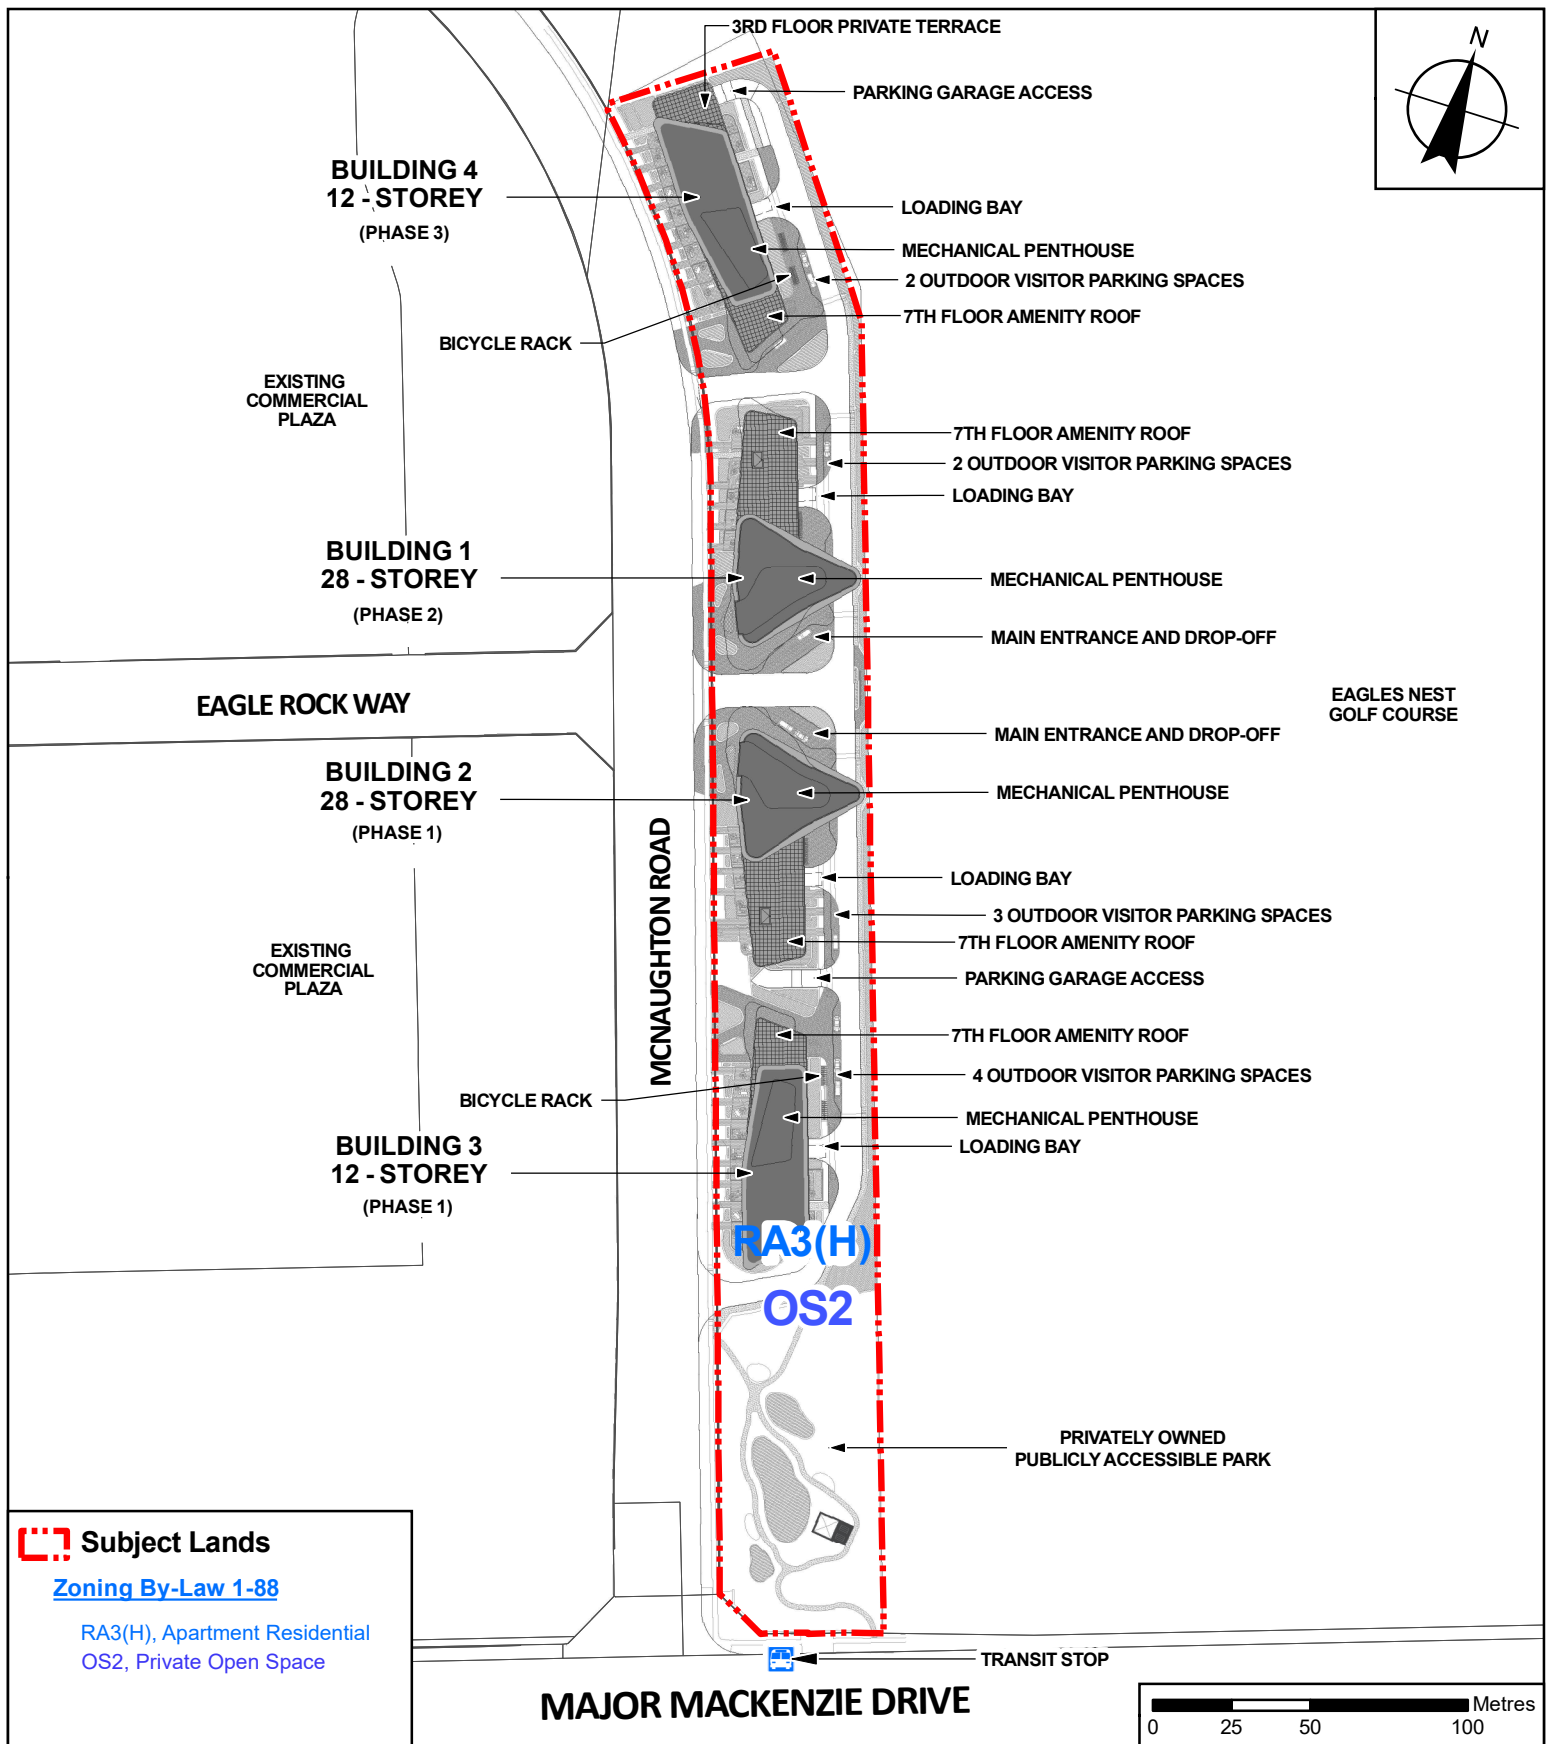 3RD FLOOR PRIVATE TERRACE
N
PARKING GARAGE ACCESS
BUILDING 4
12 - STOREY
(PHASE 3)
LOADING BAY
MECHANICAL PENTHOUSE
2 OUTDOOR VISITOR PARKING SPACES
7TH FLOOR AMENITY ROOF
BICYCLE RACK
EXISTING
COMMERCIAL
PLAZA
7TH FLOOR AMENITY ROOF
2 OUTDOOR VISITOR PARKING SPACES
LOADING BAY
BUILDING 1
28 - STOREY
(PHASE 2)
MECHANICAL PENTHOUSE
MAIN ENTRANCE AND DROP-OFF
EAGLE ROCK WAY
EAGLES NEST
GOLF COURSE
MAIN ENTRANCE AND DROP-OFF
BUILDING 2
28 - STOREY
(PHASE 1)
MECHANICAL PENTHOUSE
MCNAUGHTON ROAD
LOADING BAY
3 OUTDOOR VISITOR PARKING SPACES
7TH FLOOR AMENITY ROOF
EXISTING
COMMERCIAL
PLAZA
PARKING GARAGE ACCESS
7TH FLOOR AMENITY ROOF
4 OUTDOOR VISITOR PARKING SPACES
BICYCLE RACK
MECHANICAL PENTHOUSE
LOADING BAY
BUILDING 3
12 - STOREY
(PHASE 1)
RA3(H)
OS2
PRIVATELY OWNED
PUBLICLY ACCESSIBLE PARK
Subject Lands
Zoning By-Law 1-88
RA3(H), Apartment Residential
OS2, Private Open Space
TRANSIT STOP
MAJOR MACKENZIE DRIVE
Metres
0 25 50 100